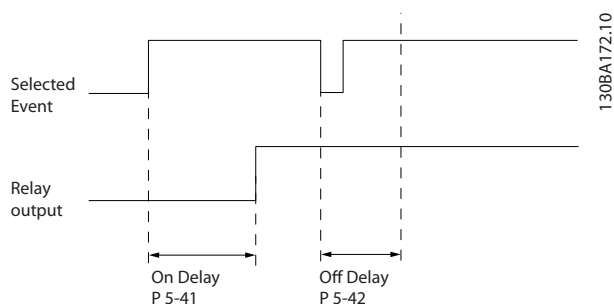 130BA172.10
Selected
Event
Relay
output
On Delay
P 5-41
Off Delay
P 5-42